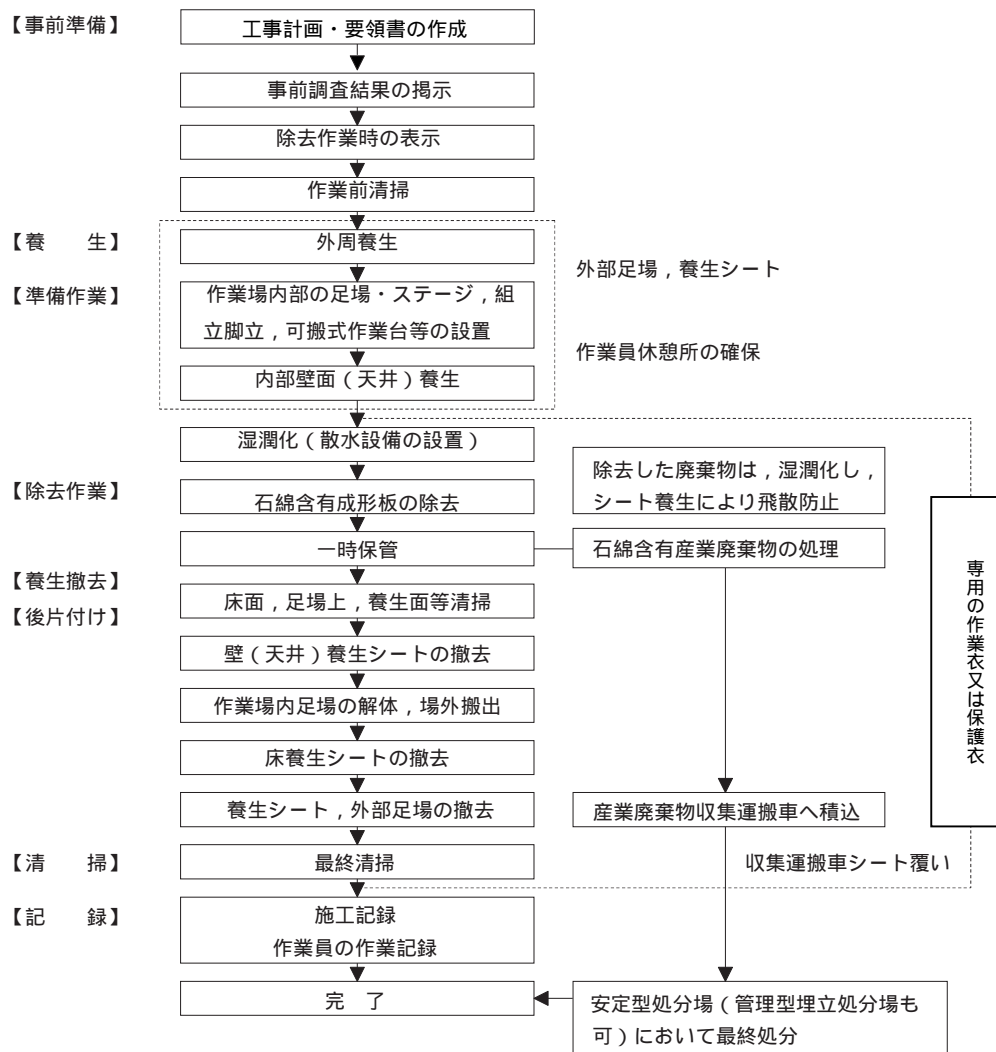 【事前準備】
工事計画・要領書の作成
事前調査結果の掲示
除去作業時の表示
作業前清掃
【養　　生】
外周養生
外部足場，養生シート
【準備作業】
作業場内部の足場・ステージ，組
立脚立，可搬式作業台等の設置
作業員休憩所の確保
内部壁面（天井）養生
湿潤化（散水設備の設置）
除去した廃棄物は，湿潤化し，
シート養生により飛散防止
【除去作業】
石綿含有成形板の除去
一時保管
石綿含有産業廃棄物の処理
専用の作業衣又は保護衣
【養生撤去】
【後片付け】
床面，足場上，養生面等清掃
壁（天井）養生シートの撤去
作業場内足場の解体，場外搬出
床養生シートの撤去
養生シート，外部足場の撤去
産業廃棄物収集運搬車へ積込
【清　　掃】
最終清掃
収集運搬車シート覆い
【記　　録】
施工記録
作業員の作業記録
完　了
安定型処分場（管理型埋立処分場も
可）において最終処分